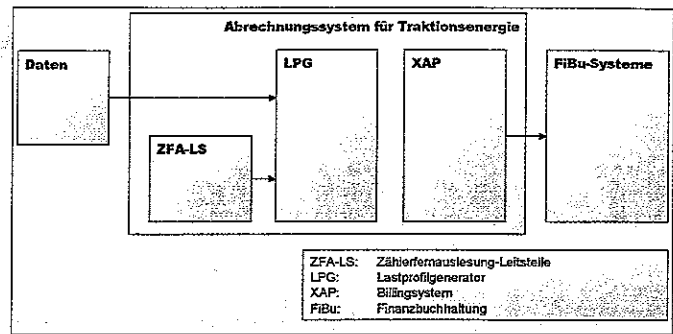 Abrechnungssystem für Traktionsenergie
Daten
LPG
XAP
FiBu-Systeme
ZFA-LS
ZFA-LS: Zählerfernauslesung-Leitstelle
LPG: Lastprofilgenerator
XAP: Billingsystem
FiBu: Finanzbuchhaltung